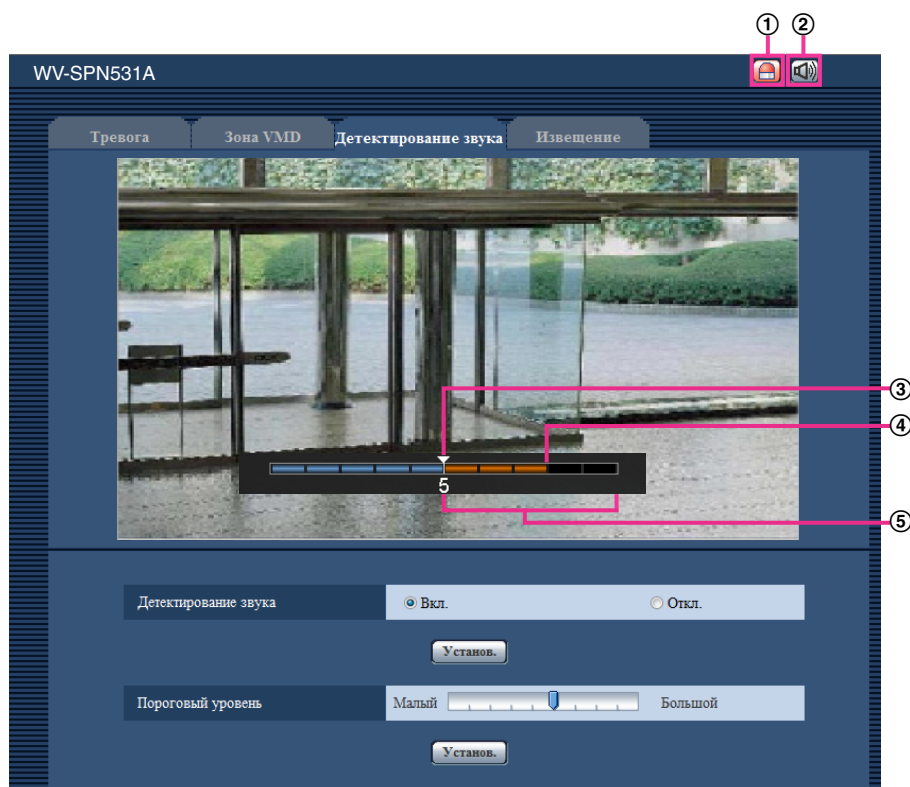 ① ②
WV-SPN531A
Тревога Зона VMD Детектирование звука Извещение
③
④
5
⑤
Детектирование звука Вкл. Откл.
Установ.
Пороговый уровень Малый Большой
Установ.